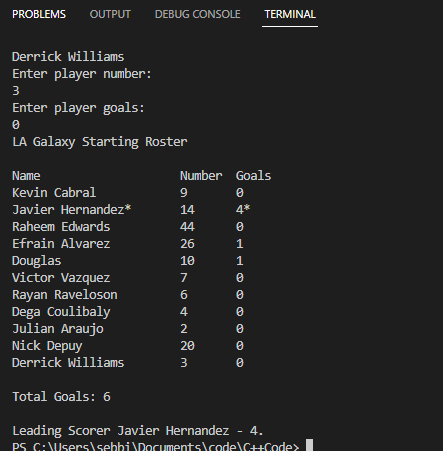 PROBLEMS OUTPUT DEBUG CONSOLE TERMINAL
Derrick Williams
Enter player number:
3
Enter player goals:
0
LA Galaxy Starting Roster
Name Number Goals
Kevin Cabral 9 0
Javier Hernandez* 14 4*
Raheem Edwards 44 0
Efrain Alvarez 26 1
Douglas 10 1
Victor Vazquez 7 0
Rayan Raveloson 6 0
Dega Coulibaly 4 0
Julian Araujo 2 0
Nick Depuy 20 0
Derrick Williams 3 0
Total Goals: 6
Leading Scorer Javier Hernandez - 4.
PS C:\Users\sebbi\Documents\code\C++Code>